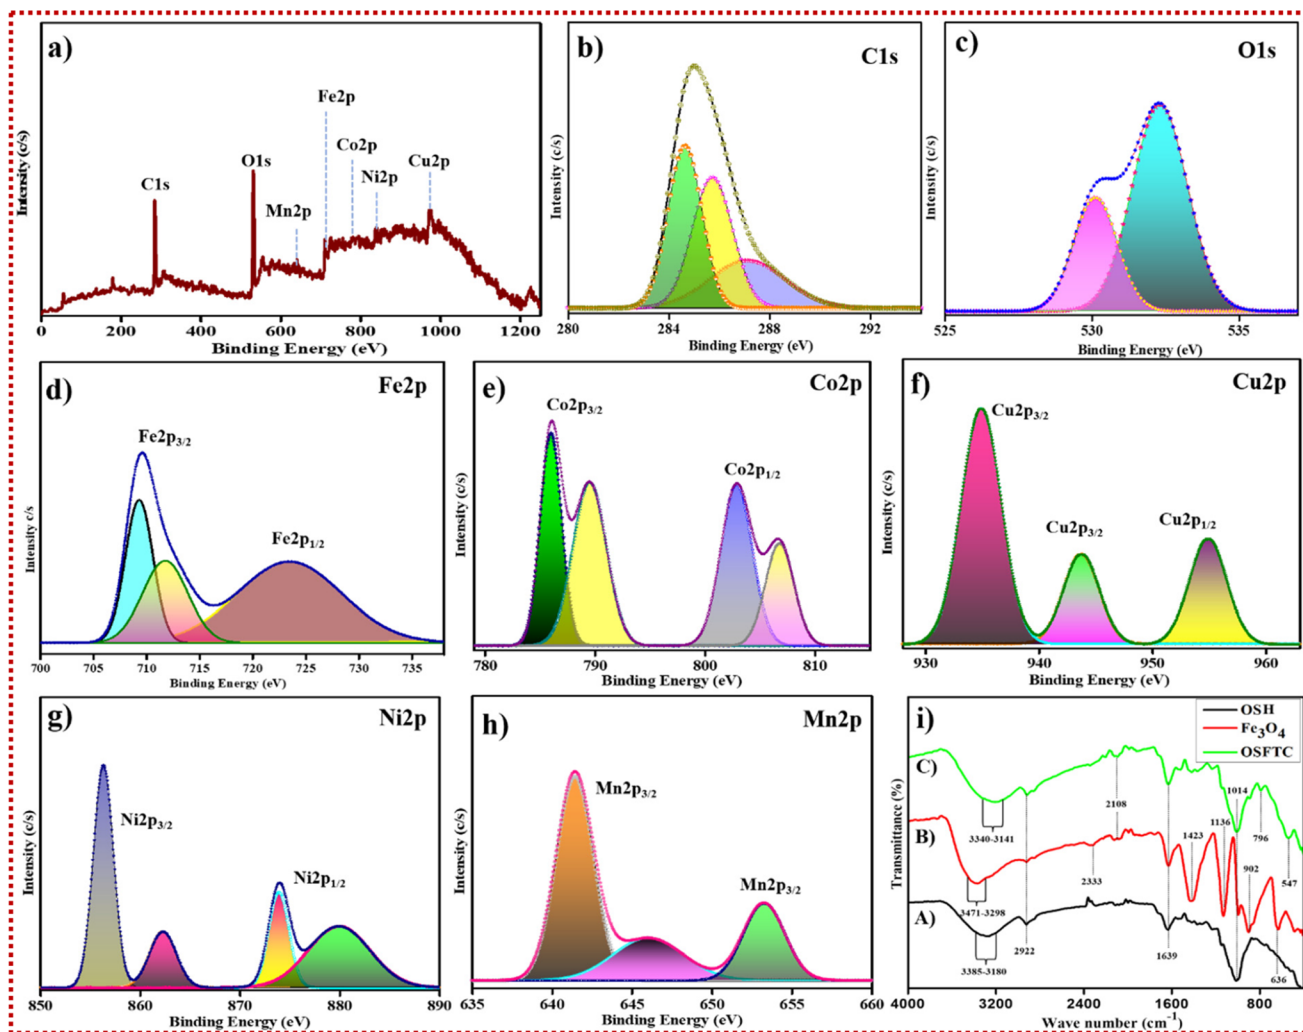 a)
Fe2p
Co2p
Cu2p
O1s
Ni2p
C1s
Mn2p
Intensity (c/s)
0 200 400 600 800 1000 1200
Binding Energy (eV)
b)
C1s
Intensity (c/s)
280 284 288 292
Binding Energy (eV)
c)
O1s
Intensity (c/s)
525 530 535
Binding Energy (eV)
d)
Fe2p
Fe2p3/2
Fe2p1/2
Intensity c/s
700 705 710 715 720 725 730 735
Binding Energy (eV)
e)
Co2p
Co2p3/2
Co2p1/2
Intensity (c/s)
780 790 800 810
Binding Energy (eV)
f)
Cu2p
Cu2p3/2
Cu2p3/2
Cu2p1/2
Intensity (c/s)
930 940 950 960
Binding Energy (eV)
g)
Ni2p
Ni2p3/2
Ni2p1/2
Intensity (c/s)
850 860 870 880 890
Binding Energy (eV)
h)
Mn2p
Mn2p3/2
Mn2p3/2
Intensity (c/s)
635 640 645 650 655 660
Binding Energy (eV)
i)
OSH
Fe3O4
OSFTC
C)
3340-3141
2108
1014
796
547
B)
1423
1136
902
2333
3471-3298
A)
3385-3180
2922
1639
636
Transmittance (%)
4000 3200 2400 1600 800
Wave number (cm-1)